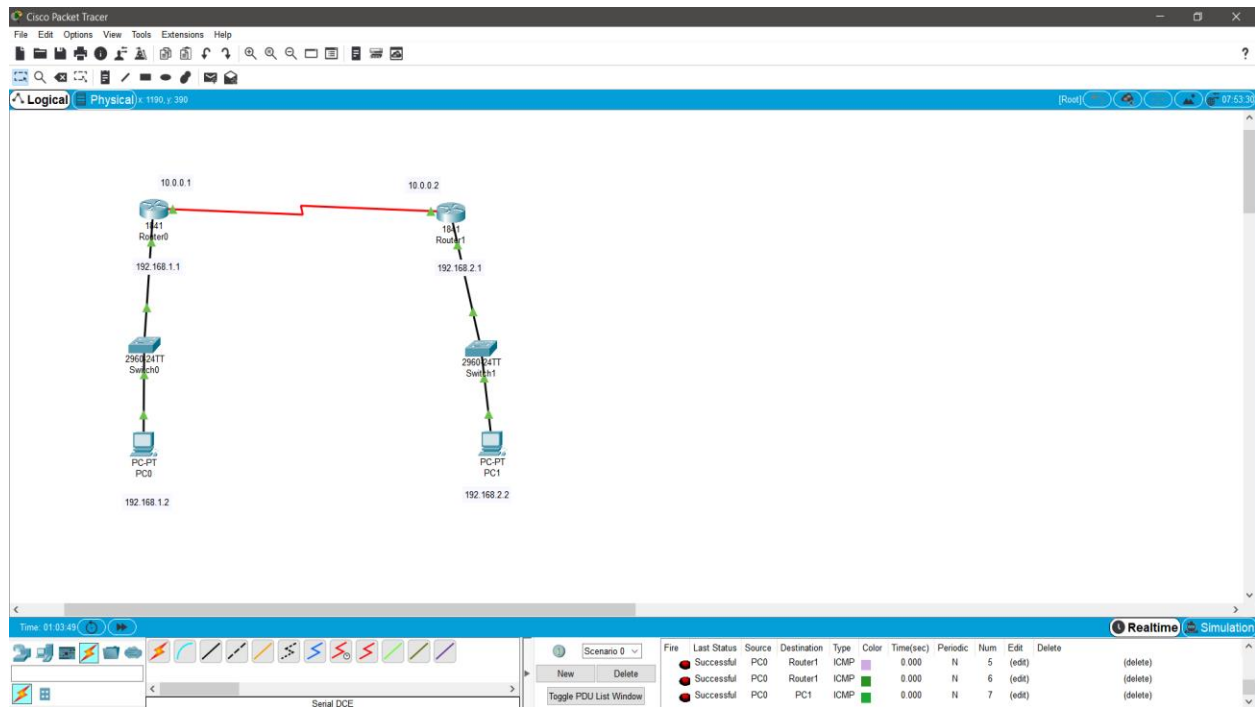 Cisco Packet Tracer
File Edit Options View Tools Extensions Help
?
Logical Physical x: 1190, y: 390 [Root] 07:53:30
10.0.0.1 10.0.0.2
1841 1841
Router0 Router1
192.168.1.1 192.168.2.1
2960-24TT 2960-24TT
Switch0 Switch1
PC-PT PC-PT
PC0 PC1
192.168.1.2 192.168.2.2
Time: 01:03:49 Realtime Simulation
Scenario 0 Fire Last Status Source Destination Type Color Time(sec) Periodic Num Edit Delete
Successful PC0 Router1 ICMP 0.000 N 5 (edit) (delete)
New Delete Successful PC0 Router1 ICMP 0.000 N 6 (edit) (delete)
Toggle PDU List Window Successful PC0 PC1 ICMP 0.000 N 7 (edit) (delete)
Serial DCE